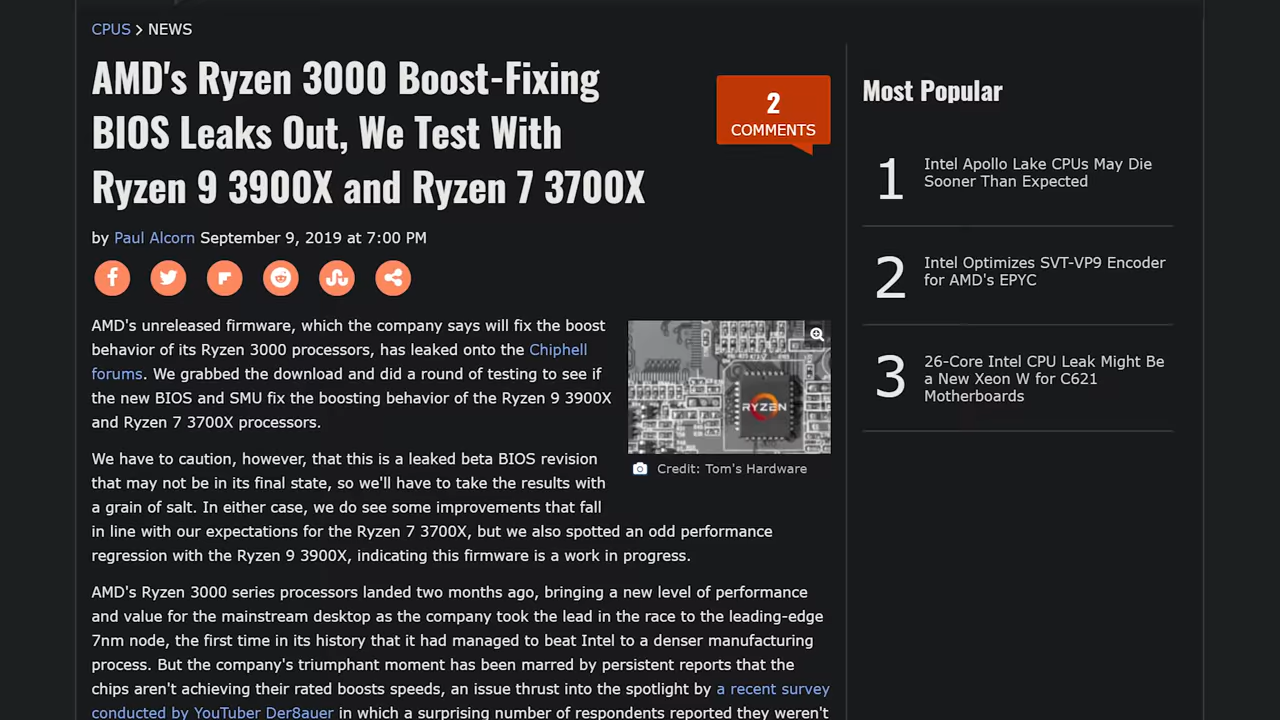 CPUS > NEWS
AMD's Ryzen 3000 Boost-Fixing
BIOS Leaks Out, We Test With
Ryzen 9 3900X and Ryzen 7 3700X
2
COMMENTS
by Paul Alcorn September 9, 2019 at 7:00 PM
AMD's unreleased firmware, which the company says will fix the boost
behavior of its Ryzen 3000 processors, has leaked onto the Chiphell
forums. We grabbed the download and did a round of testing to see if
the new BIOS and SMU fix the boosting behavior of the Ryzen 9 3900X
and Ryzen 7 3700X processors.
RYZEN
Credit: Tom's Hardware
We have to caution, however, that this is a leaked beta BIOS revision
that may not be in its final state, so we'll have to take the results with
a grain of salt. In either case, we do see some improvements that fall
in line with our expectations for the Ryzen 7 3700X, but we also spotted an odd performance
regression with the Ryzen 9 3900X, indicating this firmware is a work in progress.
AMD's Ryzen 3000 series processors landed two months ago, bringing a new level of performance
and value for the mainstream desktop as the company took the lead in the race to the leading-edge
7nm node, the first time in its history that it had managed to beat Intel to a denser manufacturing
process. But the company's triumphant moment has been marred by persistent reports that the
chips aren't achieving their rated boosts speeds, an issue thrust into the spotlight by a recent survey
conducted by YouTuber Der8auer in which a surprising number of respondents reported they weren't
Most Popular
1
Intel Apollo Lake CPUs May Die
Sooner Than Expected
2
Intel Optimizes SVT-VP9 Encoder
for AMD's EPYC
3
26-Core Intel CPU Leak Might Be
a New Xeon W for C621
Motherboards